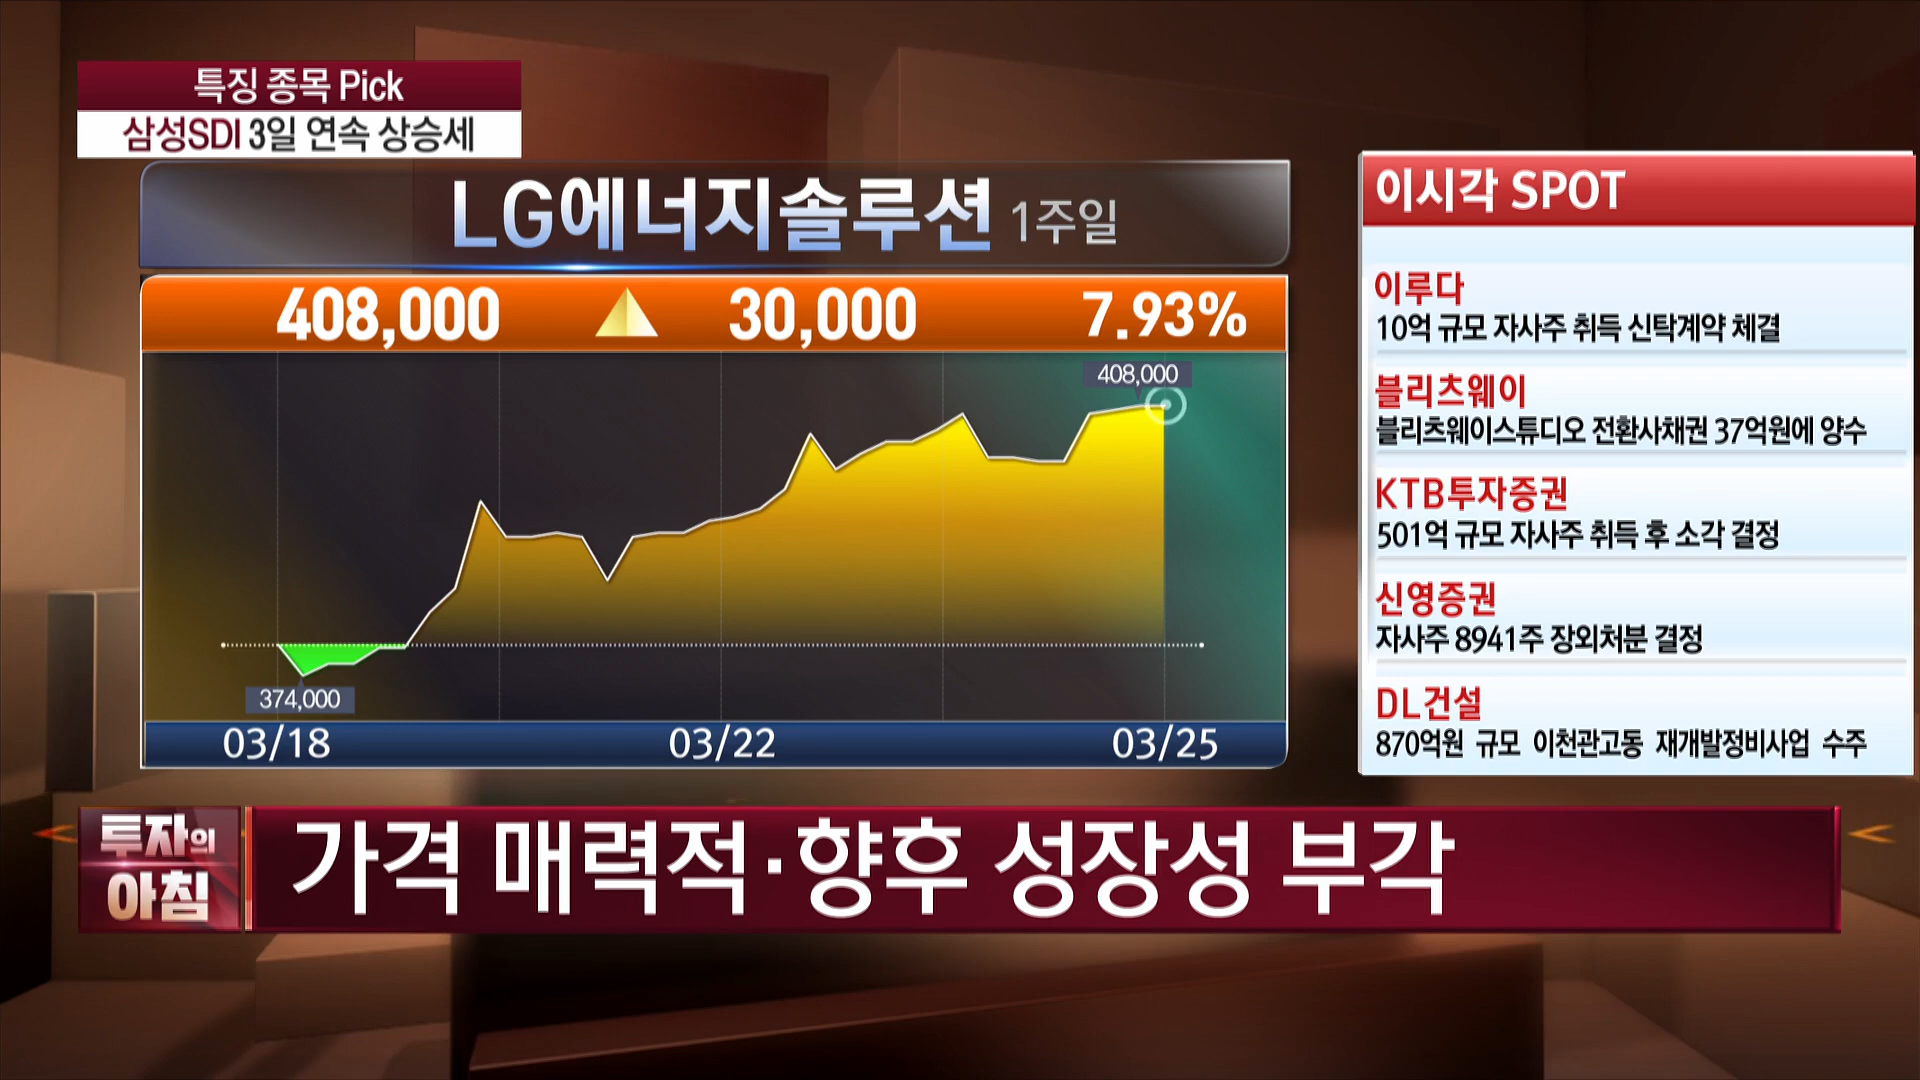 특징 종목 Pick
삼성SDI 3일 연속 상승세
LG에너지솔루션 1주일
408,000 ▲ 30,000 7.93%
408,000
374,000
03/18 03/22 03/25
이시각 SPOT
이루다
10억 규모 자사주 취득 신탁계약 체결
블리츠웨이
블리츠웨이스튜디오 전환사채권 37억원에 양수
KTB투자증권
501억 규모 자사주 취득 후 소각 결정
신영증권
자사주 8941주 장외처분 결정
DL건설
870억원 규모 이천관고동 재개발정비사업 수주
투자의
아침
가격 매력적·향후 성장성 부각